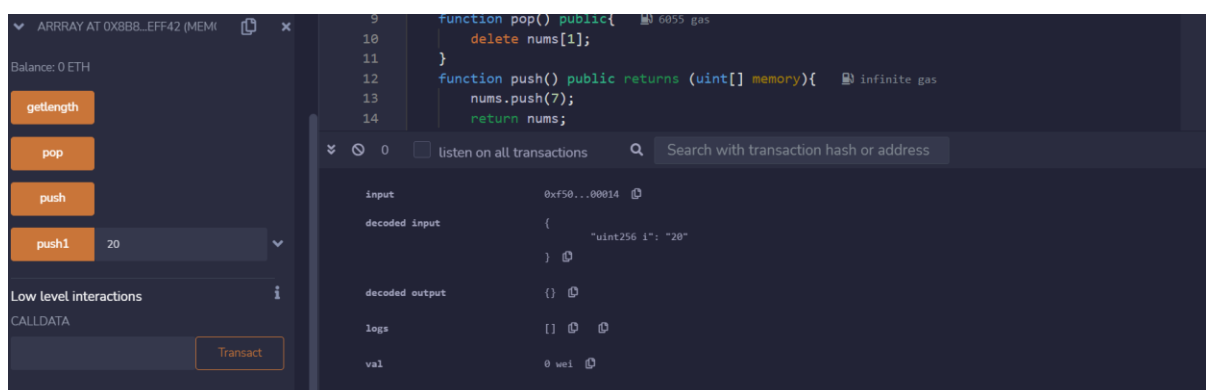 ARRRAY AT 0X8B8...EFF42 (MEM
Balance: 0 ETH
getlength
pop
push
push1 20
Low level interactions
CALLDATA
Transact
9 function pop() public{ 6055 gas
10 delete nums[1];
11 }
12 function push() public returns (uint[] memory){ infinite gas
13 nums.push(7);
14 return nums;
0 listen on all transactions Search with transaction hash or address
input 0xf50...00014
decoded input {
"uint256 i": "20"
}
decoded output {}
logs []
val 0 wei